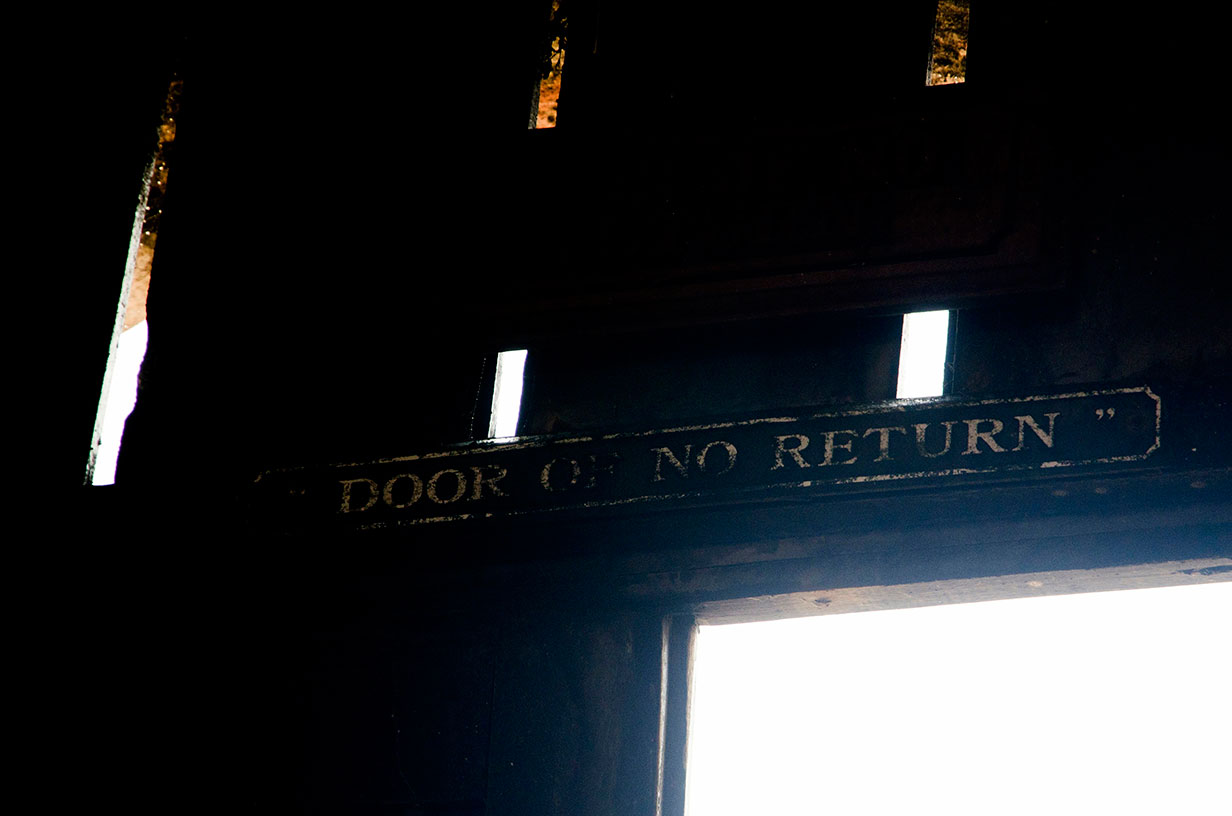 " DOOR OF NO RETURN "